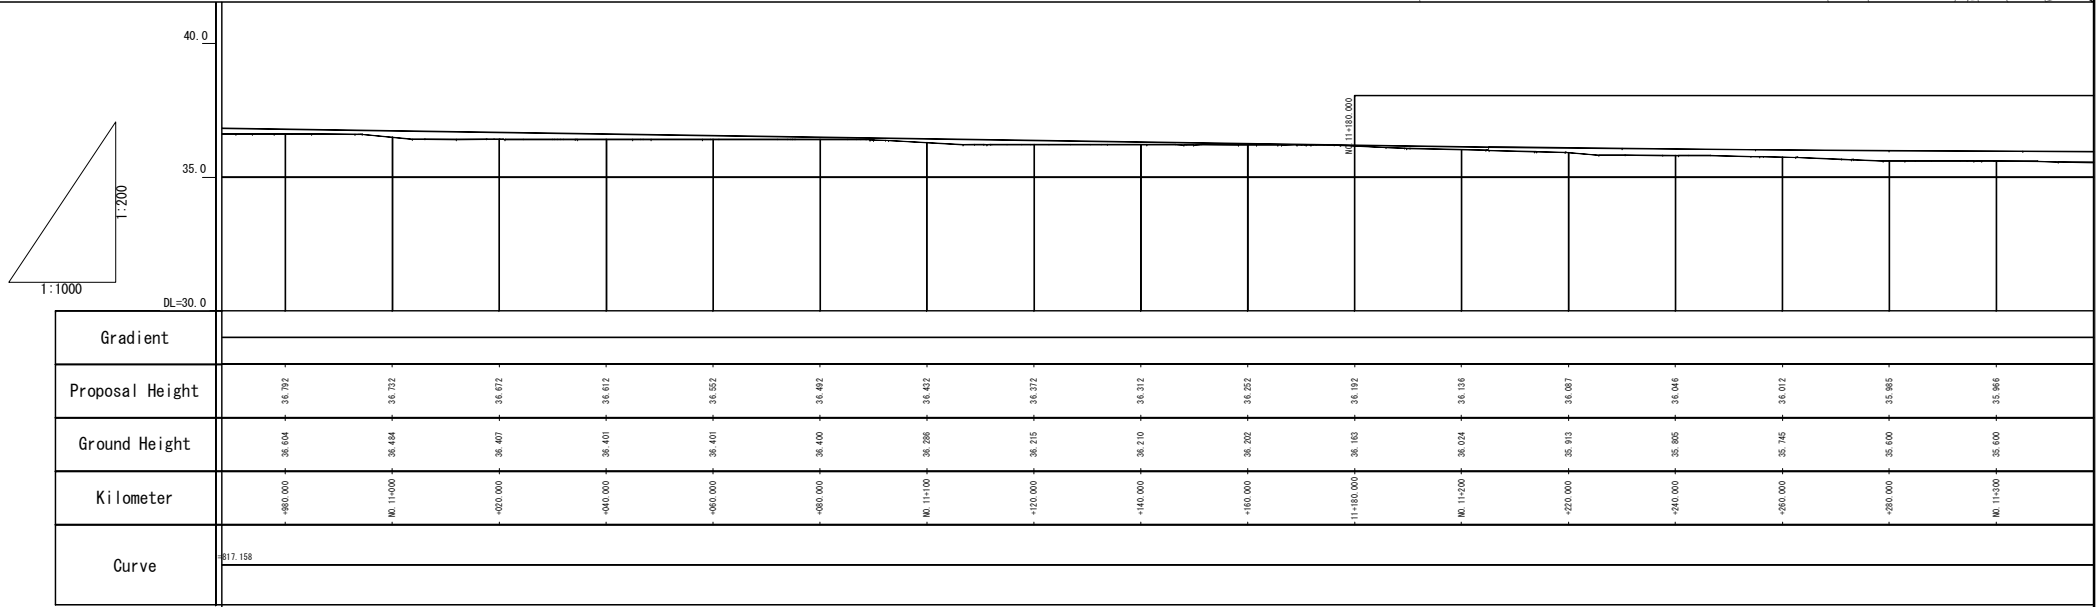 40.0
NO.11+180.000
35.0
1:200
1:1000
DL=30.0
Gradient
Proposal Height 36.792 36.732 36.672 36.612 36.552 36.492 36.432 36.372 36.312 36.252 36.192 36.136 36.087 36.046 36.012 35.985 35.966
Ground Height 36.604 36.484 36.407 36.401 36.401 36.400 36.286 36.215 36.210 36.202 36.163 36.024 35.913 35.805 35.745 35.600 35.600
Kilometer +980.000 NO.11+000 +020.000 +040.000 +060.000 +080.000 NO.11+100 +120.000 +140.000 +160.000 11+180.000 NO.11+200 +220.000 +240.000 +260.000 +280.000 NO.11+300
=817.158
Curve